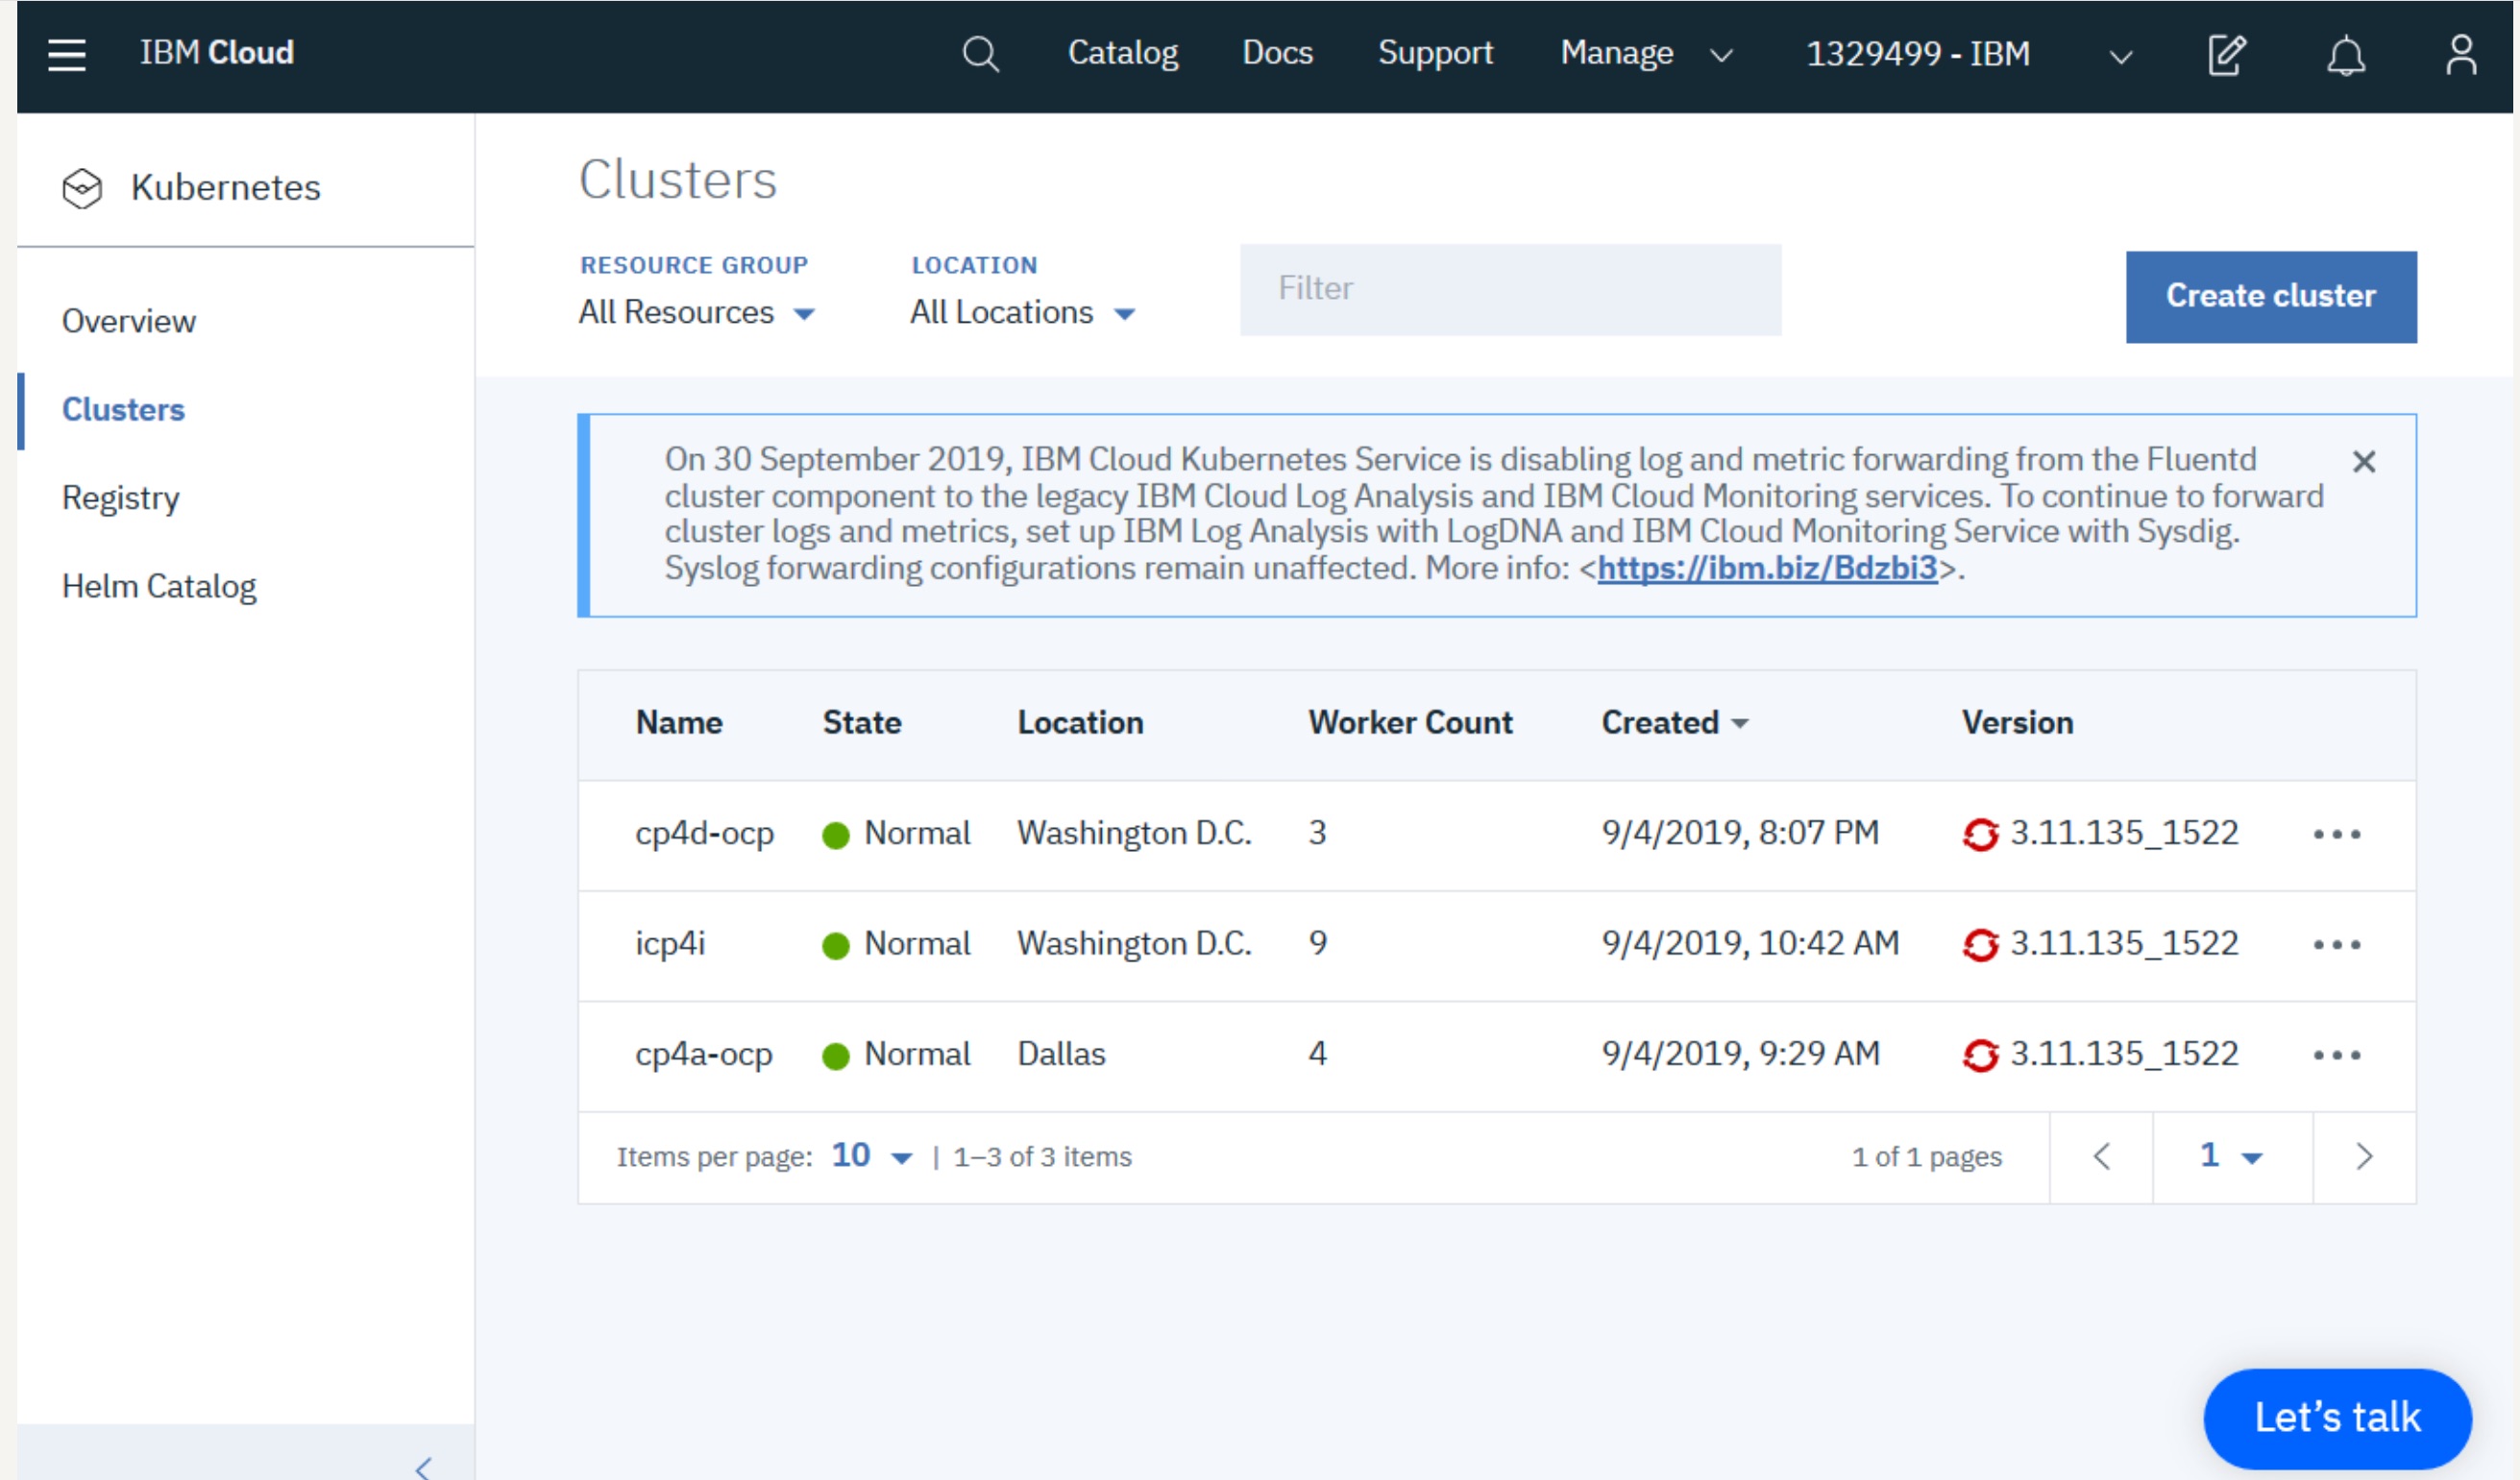 IBM Cloud Catalog Docs Support Manage 1329499 - IBM
Kubernetes
Overview
Clusters
Registry
Helm Catalog
Clusters
RESOURCE GROUP LOCATION
All Resources All Locations
Filter
Create cluster
On 30 September 2019, IBM Cloud Kubernetes Service is disabling log and metric forwarding from the Fluentd
cluster component to the legacy IBM Cloud Log Analysis and IBM Cloud Monitoring services. To continue to forward
cluster logs and metrics, set up IBM Log Analysis with LogDNA and IBM Cloud Monitoring Service with Sysdig.
Syslog forwarding configurations remain unaffected. More info: <https://ibm.biz/Bdzbi3>.
Name State Location Worker Count Created Version
cp4d-ocp Normal Washington D.C. 3 9/4/2019, 8:07 PM 3.11.135_1522
icp4i Normal Washington D.C. 9 9/4/2019, 10:42 AM 3.11.135_1522
cp4a-ocp Normal Dallas 4 9/4/2019, 9:29 AM 3.11.135_1522
Items per page: 10 | 1–3 of 3 items 1 of 1 pages 1
Let's talk